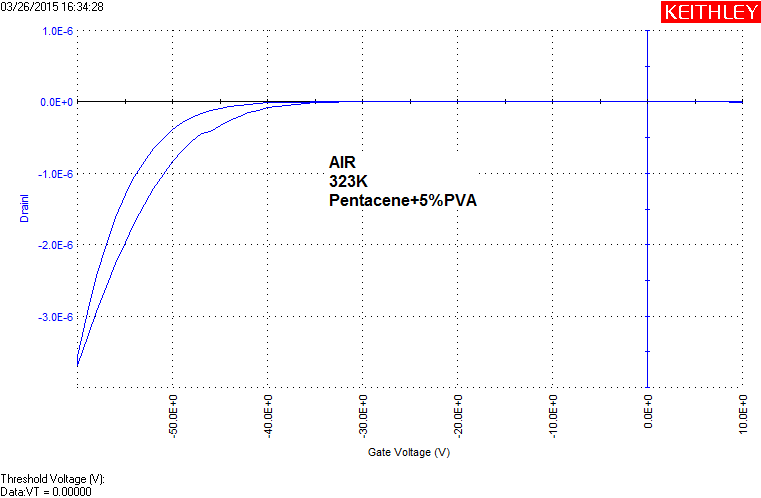 03/26/2015 16:34:28
KEITHLEY
1.0E-6
0.0E+0
-1.0E-6
-2.0E-6
-3.0E-6
DrainI
AIR
323K
Pentacene+5%PVA
-50.0E+0
-40.0E+0
-30.0E+0
-20.0E+0
-10.0E+0
0.0E+0
10.0E+0
Gate Voltage (V)
Threshold Voltage (V):
Data:VT = 0.00000